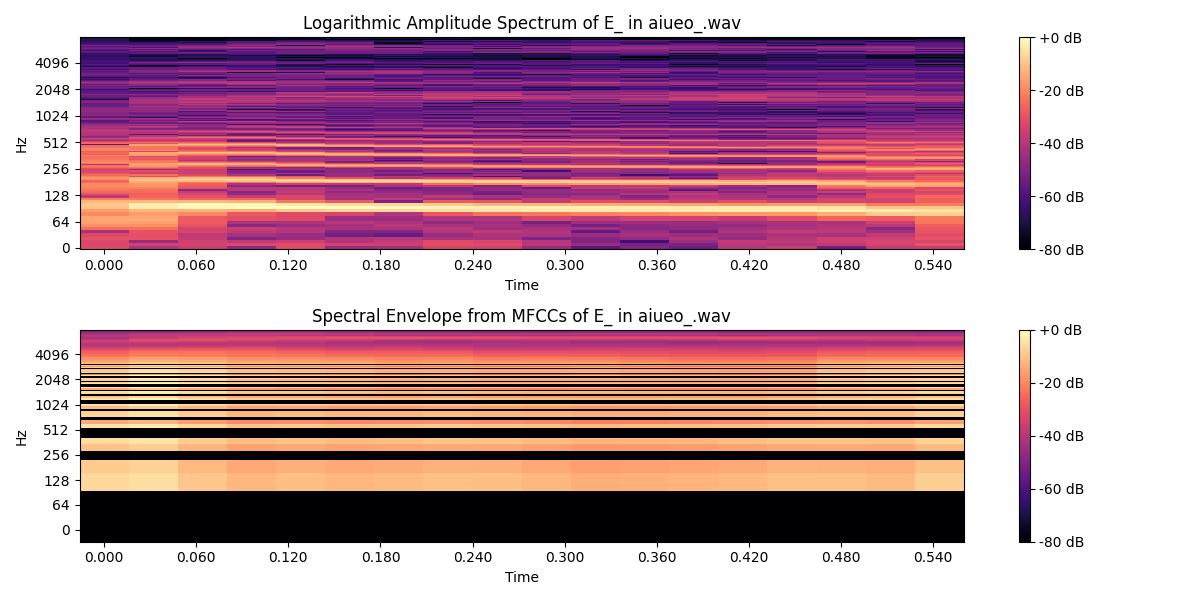 Logarithmic Amplitude Spectrum of E_ in aiueo_.wav
Hz
4096
2048
1024
512
256
128
64
0
0.000 0.060 0.120 0.180 0.240 0.300 0.360 0.420 0.480 0.540
Time
+0 dB
-20 dB
-40 dB
-60 dB
-80 dB
Spectral Envelope from MFCCs of E_ in aiueo_.wav
Hz
4096
2048
1024
512
256
128
64
0
0.000 0.060 0.120 0.180 0.240 0.300 0.360 0.420 0.480 0.540
Time
+0 dB
-20 dB
-40 dB
-60 dB
-80 dB